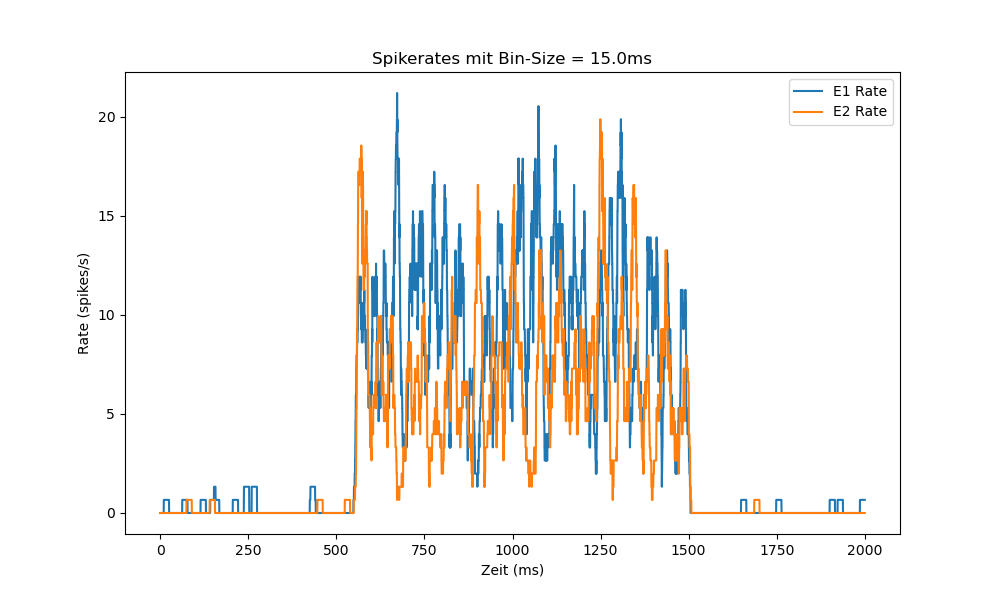 Spikerates mit Bin-Size = 15.0ms
E1 Rate
E2 Rate
20
15
10
5
0
Rate (spikes/s)
0 250 500 750 1000 1250 1500 1750 2000
Zeit (ms)